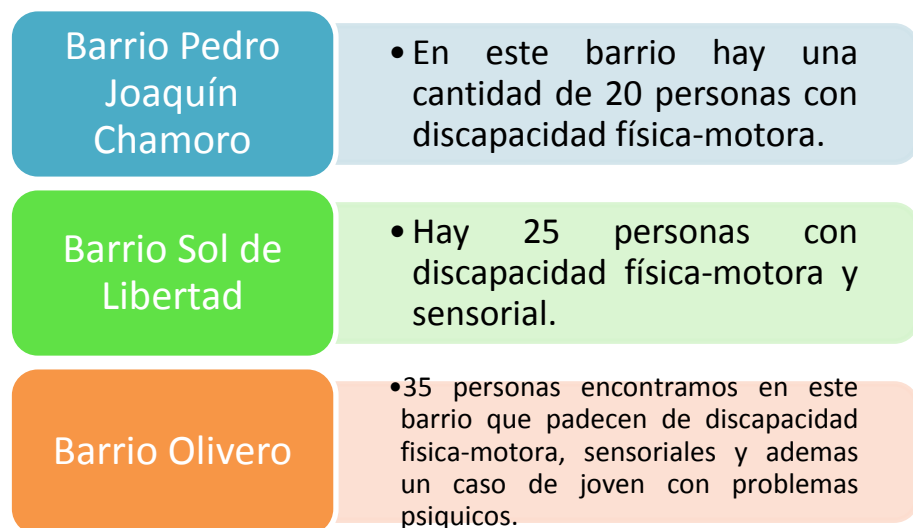 Barrio Pedro
Joaquín
Chamoro
• En este barrio hay una
cantidad de 20 personas con
discapacidad física-motora.
Barrio Sol de
Libertad
• Hay 25 personas con
discapacidad física-motora y
sensorial.
Barrio Olivero
•35 personas encontramos en este
barrio que padecen de discapacidad
fisica-motora, sensoriales y ademas
un caso de joven con problemas
psiquicos.